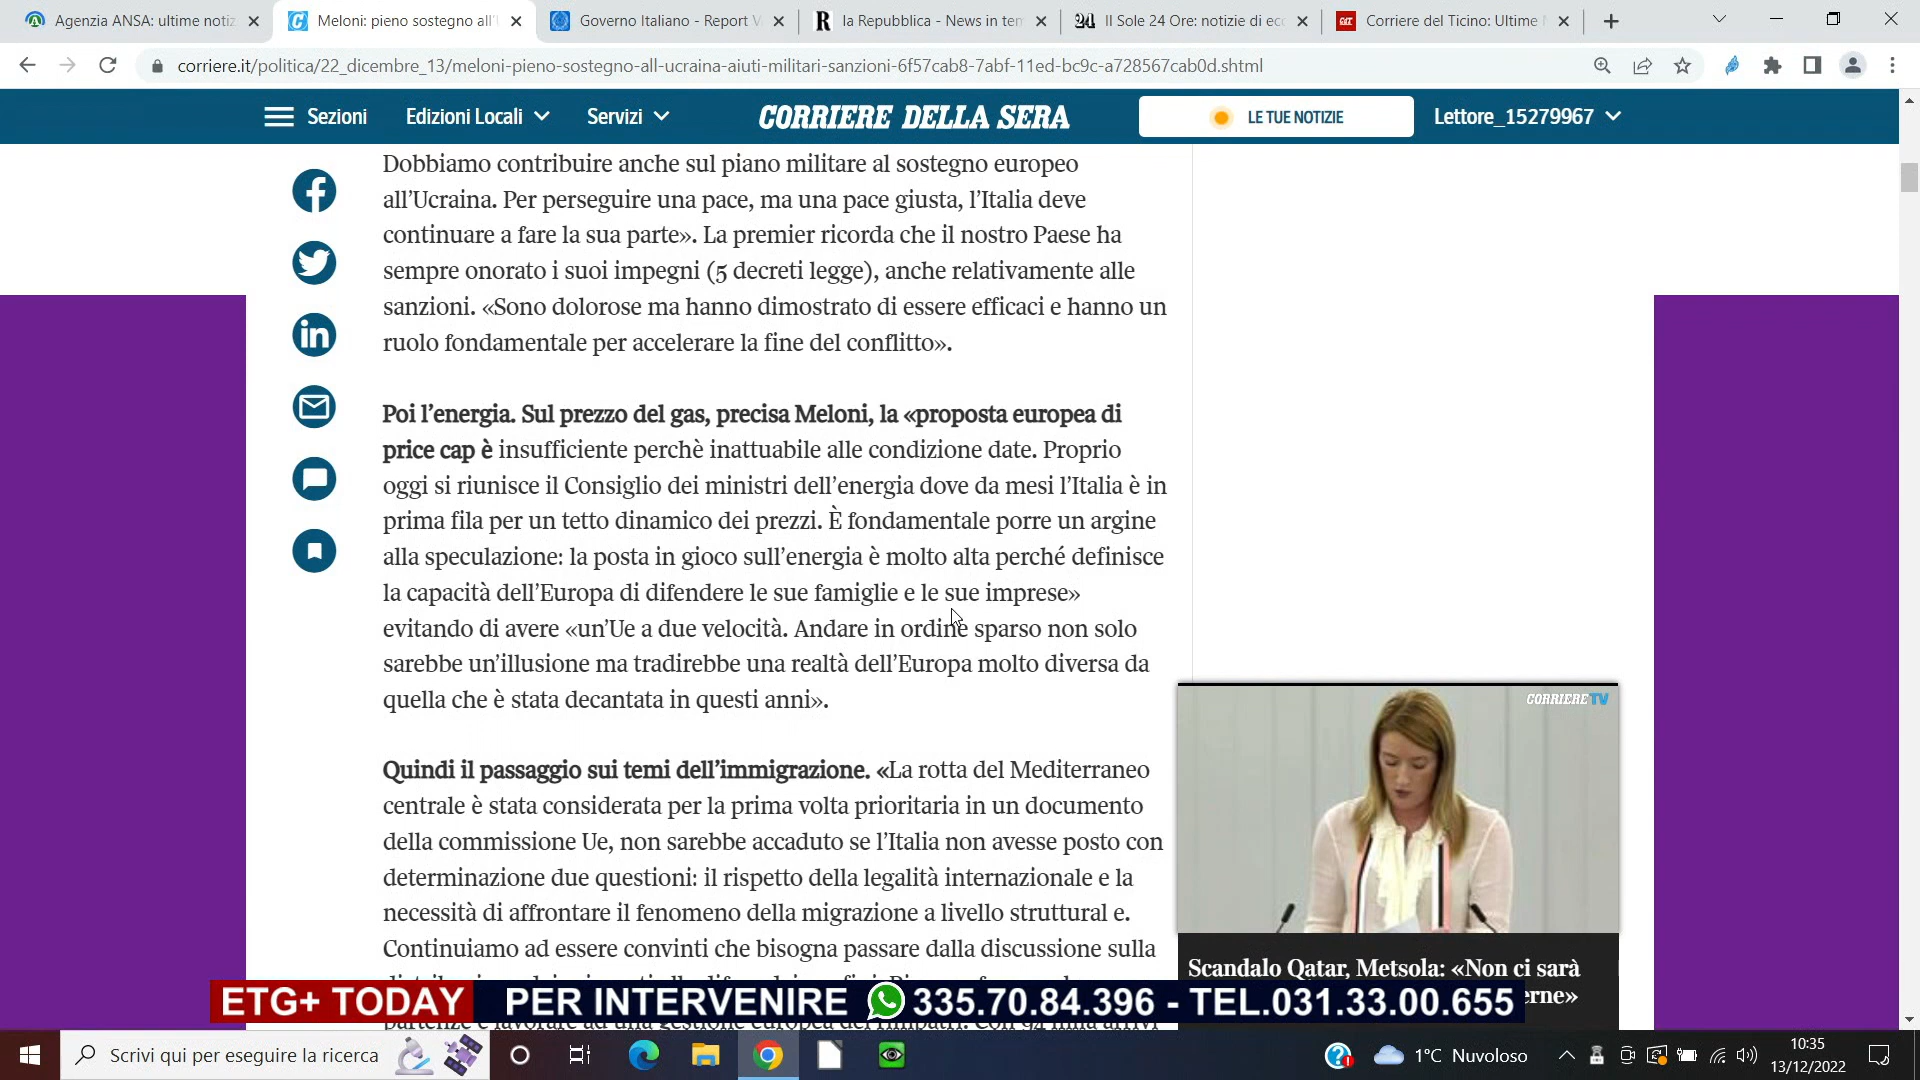 Agenzia ANSA: ultime notiz
Meloni: pieno sostegno all'
Governo Italiano - Report V
la Repubblica - News in tem
Il Sole 24 Ore: notizie di ec
Corriere del Ticino: Ultime
corriere.it/politica/22_dicembre_13/meloni-pieno-sostegno-all-ucraina-aiuti-militari-sanzioni-6f57cab8-7abf-11ed-bc9c-a728567cab0d.shtml
Sezioni
Edizioni Locali
Servizi
CORRIERE DELLA SERA
LE TUE NOTIZIE
Lettore_15279967
Dobbiamo contribuire anche sul piano militare al sostegno europeo
all'Ucraina. Per perseguire una pace, ma una pace giusta, l'Italia deve
continuare a fare la sua parte». La premier ricorda che il nostro Paese ha
sempre onorato i suoi impegni (5 decreti legge), anche relativamente alle
sanzioni. «Sono dolorose ma hanno dimostrato di essere efficaci e hanno un
ruolo fondamentale per accelerare la fine del conflitto».
Poi l'energia. Sul prezzo del gas, precisa Meloni, la «proposta europea di
price cap è insufficiente perchè inattuabile alle condizione date. Proprio
oggi si riunisce il Consiglio dei ministri dell'energia dove da mesi l'Italia è in
prima fila per un tetto dinamico dei prezzi. È fondamentale porre un argine
alla speculazione: la posta in gioco sull'energia è molto alta perché definisce
la capacità dell'Europa di difendere le sue famiglie e le sue imprese»
evitando di avere «un'Ue a due velocità. Andare in ordine sparso non solo
sarebbe un'illusione ma tradirebbe una realtà dell'Europa molto diversa da
quella che è stata decantata in questi anni».
Quindi il passaggio sui temi dell'immigrazione. «La rotta del Mediterraneo
centrale è stata considerata per la prima volta prioritaria in un documento
della commissione Ue, non sarebbe accaduto se l'Italia non avesse posto con
determinazione due questioni: il rispetto della legalità internazionale e la
necessità di affrontare il fenomeno della migrazione a livello struttural e.
Continuiamo ad essere convinti che bisogna passare dalla discussione sulla
CORRIERETV
Scandalo Qatar, Metsola: «Non ci sarà
erne»
ETG+ TODAY
PER INTERVENIRE 335.70.84.396 - TEL.031.33.00.655
Scrivi qui per eseguire la ricerca
1°C Nuvoloso
10:35
13/12/2022